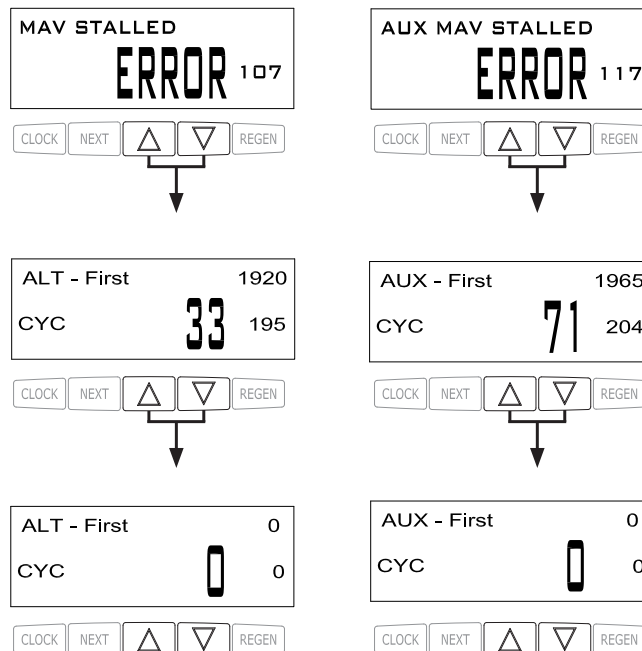 MAV STALLED
ERROR 107
CLOCK NEXT REGEN
ALT - First 1920
CYC 33 195
CLOCK NEXT REGEN
ALT - First 0
CYC 0 0
CLOCK NEXT REGEN
AUX MAV STALLED
ERROR 117
CLOCK NEXT REGEN
AUX - First 1965
CYC 71 204
CLOCK NEXT REGEN
AUX - First 0
CYC 0 0
CLOCK NEXT REGEN